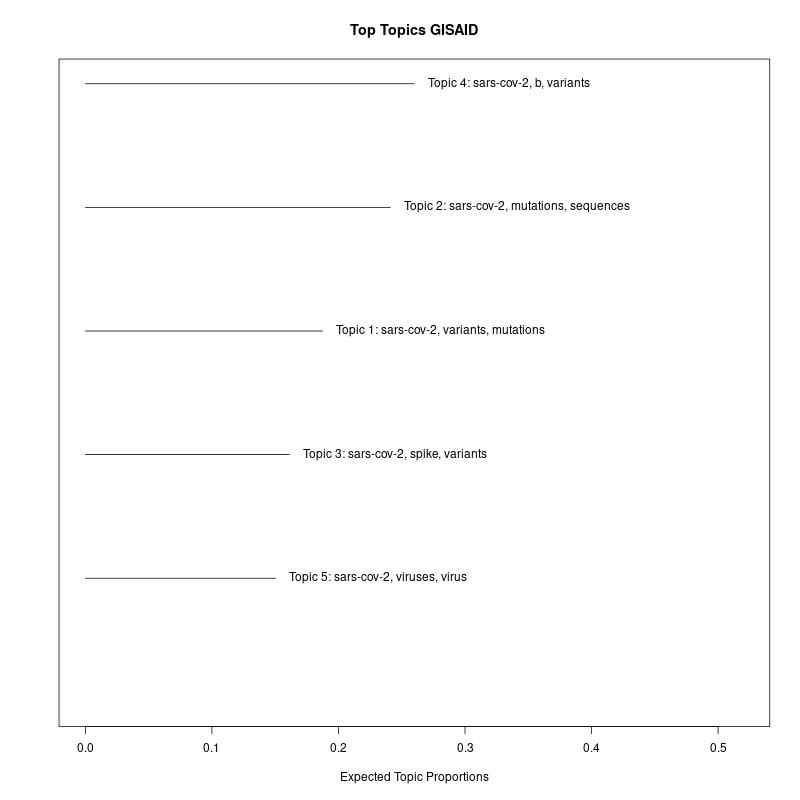 Top Topics GISAID
Topic 4: sars-cov-2, b, variants
Topic 2: sars-cov-2, mutations, sequences
Topic 1: sars-cov-2, variants, mutations
Topic 3: sars-cov-2, spike, variants
Topic 5: sars-cov-2, viruses, virus
0.0 0.1 0.2 0.3 0.4 0.5
Expected Topic Proportions